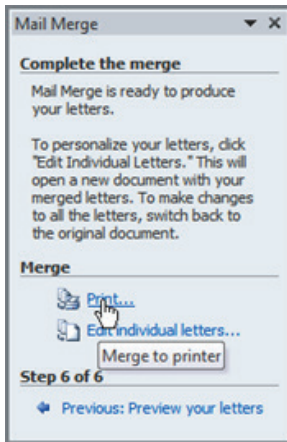 Mail Merge
Complete the merge
Mail Merge is ready to produce
your letters.
To personalize your letters, click
"Edit Individual Letters." This will
open a new document with your
merged letters. To make changes
to all the letters, switch back to
the original document.
Merge
Print...
Edit individual letters...
Merge to printer
Step 6 of 6
Previous: Preview your letters